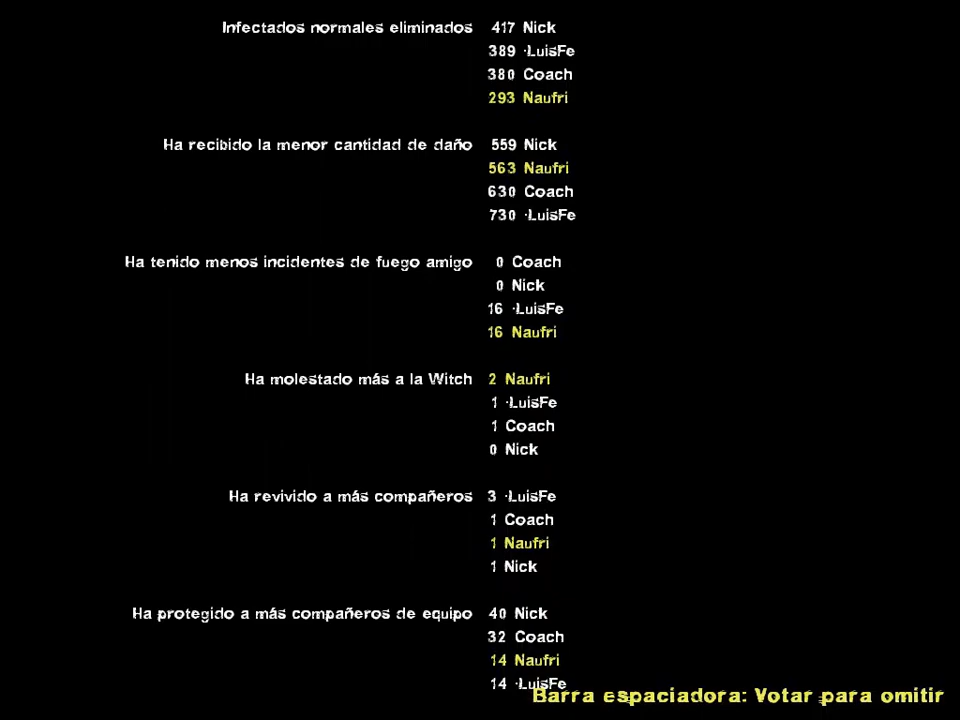 Infectados normales eliminados 417 Nick
389 ·LuisFe
380 Coach
293 Naufri
Ha recibido la menor cantidad de daño 559 Nick
563 Naufri
630 Coach
730 ·LuisFe
Ha tenido menos incidentes de fuego amigo 0 Coach
0 Nick
16 ·LuisFe
16 Naufri
Ha molestado más a la Witch 2 Naufri
1 ·LuisFe
1 Coach
0 Nick
Ha revivido a más compañeros 3 ·LuisFe
1 Coach
1 Naufri
1 Nick
Ha protegido a más compañeros de equipo 40 Nick
32 Coach
14 Naufri
14 ·LuisFe
Barra espaciadora: Votar para omitir